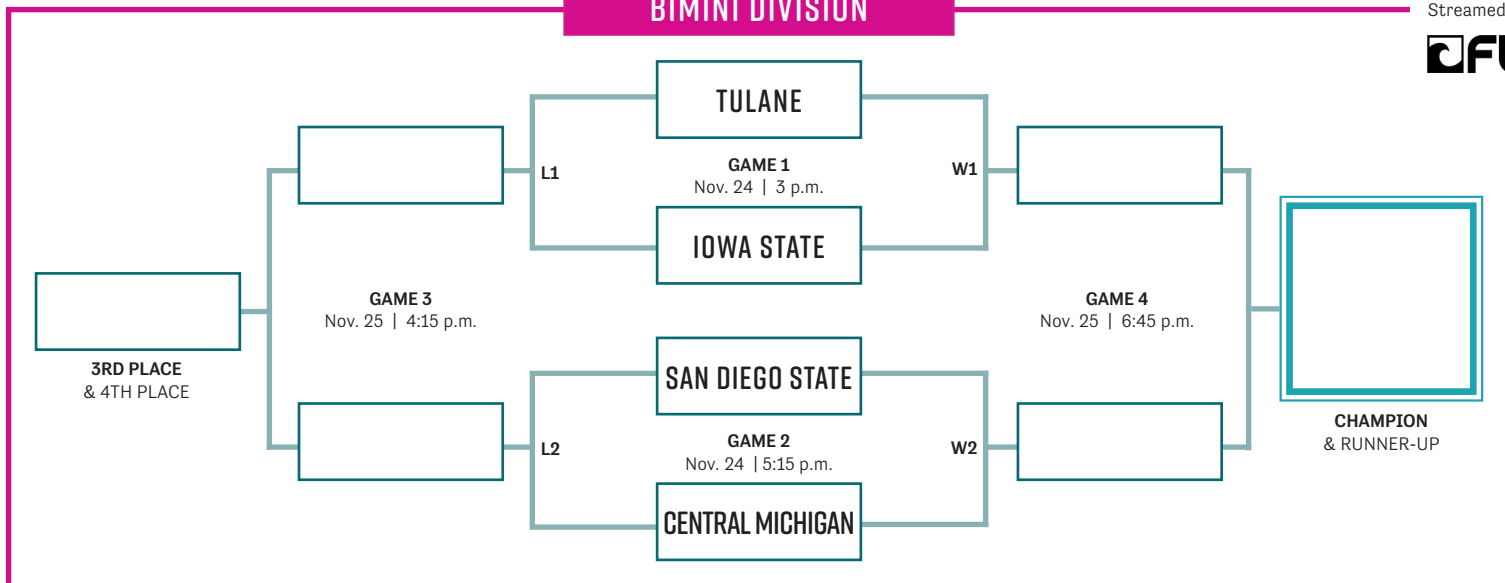 BIMINI DIVISION
Streamed
TULANE
GAME 1
Nov. 24 | 3 p.m.
L1
W1
IOWA STATE
GAME 3
Nov. 25 | 4:15 p.m.
GAME 4
Nov. 25 | 6:45 p.m.
3RD PLACE
& 4TH PLACE
SAN DIEGO STATE
GAME 2
Nov. 24 | 5:15 p.m.
L2
W2
CENTRAL MICHIGAN
CHAMPION
& RUNNER-UP